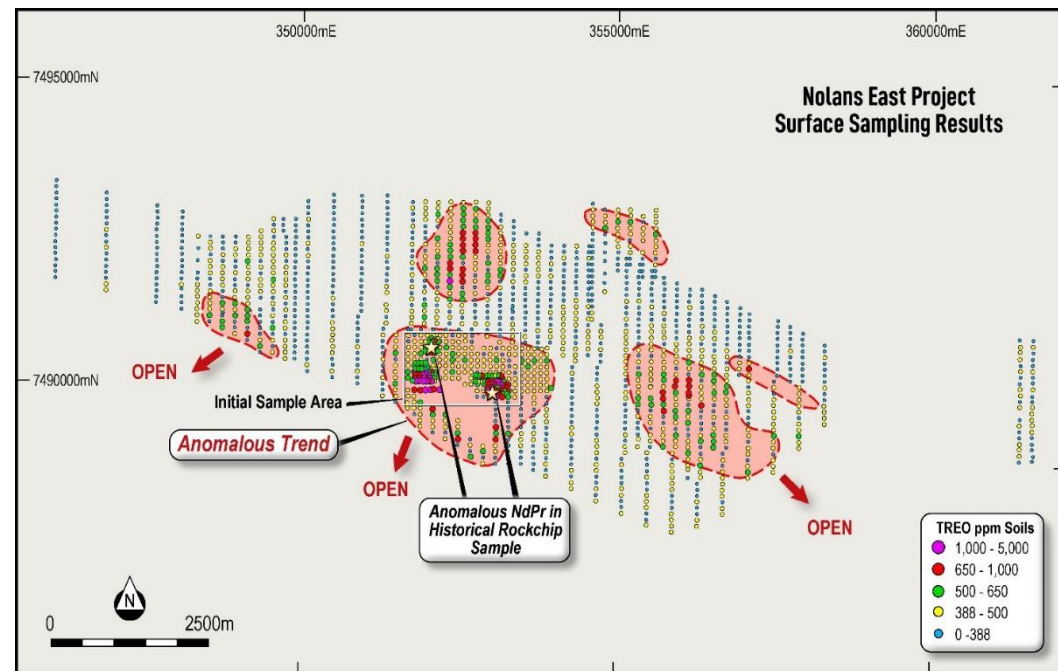 350000mE
355000mE
360000mE
7495000mN
Nolans East Project
Surface Sampling Results
OPEN
7490000mN
Initial Sample Area
Anomalous Trend
OPEN
Anomalous NdPr in
Historical Rockchip
Sample
OPEN
TREO ppm Soils
1,000 - 5,000
650 - 1,000
500 - 650
388 - 500
0 -388
N
0
2500m